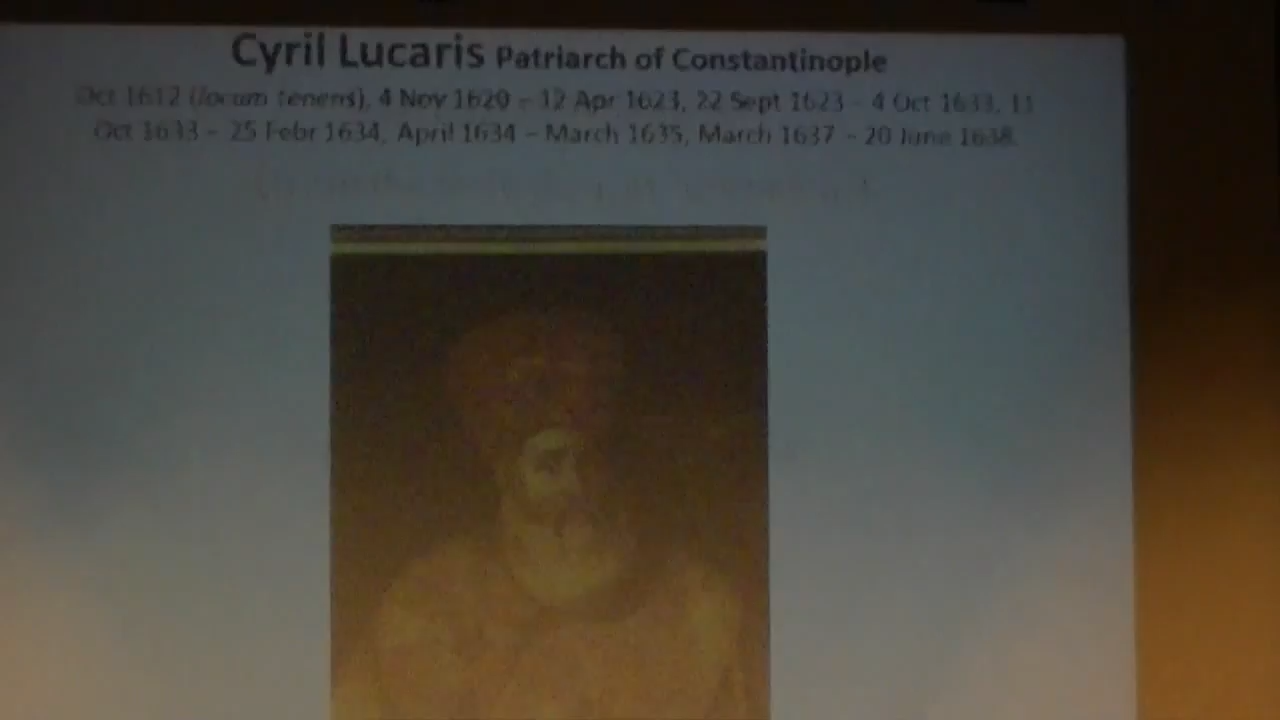 Cyril Lucaris Patriarch of Constantinople
Oct 1612 (locum tenens), 4 Nov 1620 – 12 Apr 1623, 22 Sept 1623 - 4 Oct 1633, 11
Oct 1633 – 25 Febr 1634, April 1634 – March 1635, March 1637 – 20 June 1638.